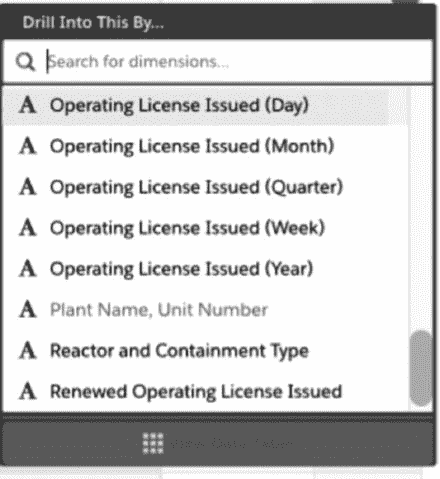 Drill Into This By...
Search for dimensions...
A Operating License Issued (Day)
A Operating License Issued (Month)
A Operating License Issued (Quarter)
A Operating License Issued (Week)
A Operating License Issued (Year)
A Plant Name, Unit Number
A Reactor and Containment Type
A Renewed Operating License Issued